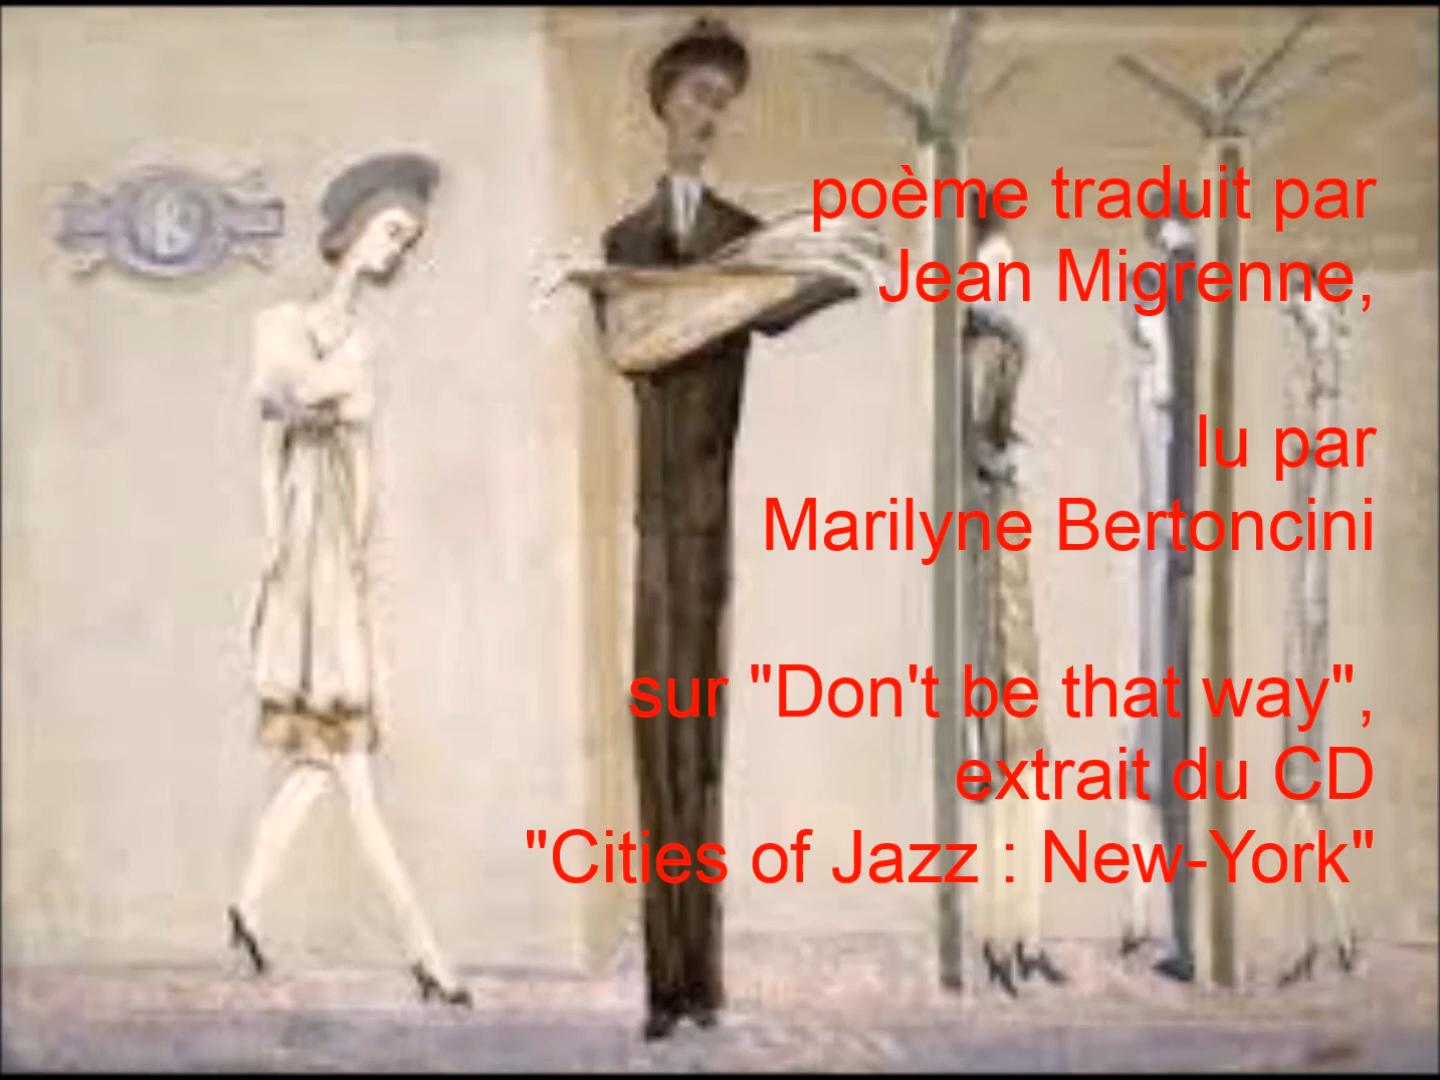 poème traduit par
Jean Migrenne,
lu par
Marilyne Bertoncini
sur "Don't be that way",
extrait du CD
"Cities of Jazz : New-York"